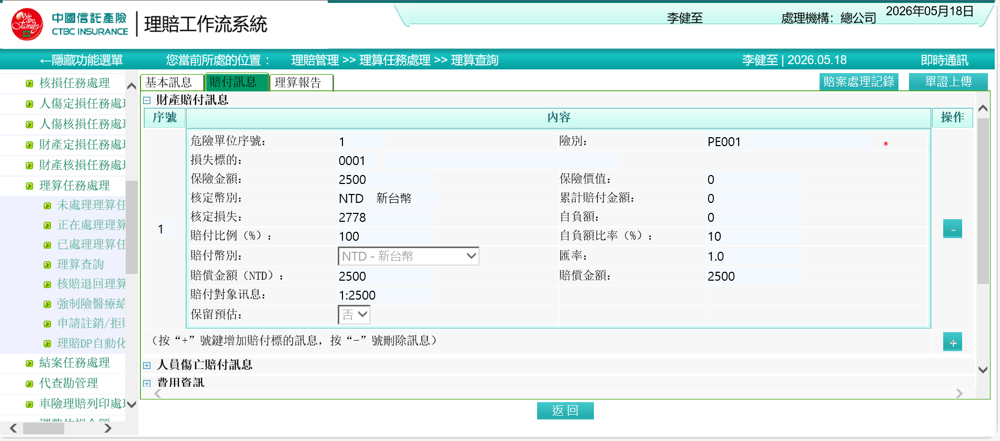 We are Family
中國信託產險
CTBC INSURANCE
理賠工作流系統
李健至
處理機構：總公司
2026年05月18日
←隱藏功能選單
您當前所處的位置：
理賠管理 >> 理算任務處理 >> 理算查詢
李健至 | 2026.05.18
即時通訊
核損任務處理
人傷定損任務處
人傷核損任務處
財產定損任務處
財產核損任務處
理算任務處理
未處理理算任
正在處理理算
已處理理算任
理算查詢
核賠退回理算
強制險醫療給
申請註銷/拒
理賠DP自動化
結案任務處理
代查勘管理
車險理賠列印處
基本訊息
賠付訊息
理算報告
賠案處理記錄
單證上傳
財產賠付訊息
序號
內容
操作
1
危險單位序號：
1
險別：
PE001
*
損失標的：
0001
保險金額：
2500
保險價值：
0
核定幣別：
NTD 新台幣
累計賠付金額：
0
核定損失：
2778
自負額：
0
賠付比例（%）：
100
自負額比率（%）：
10
賠付幣別：
NTD - 新台幣
匯率：
1.0
賠償金額（NTD）：
2500
賠償金額：
2500
賠付對象讯息：
1:2500
保留預估：
否
-
（按“+”號鍵增加賠付標的訊息，按“-”號刪除訊息）
+
人員傷亡賠付訊息
費用資訊
返 回